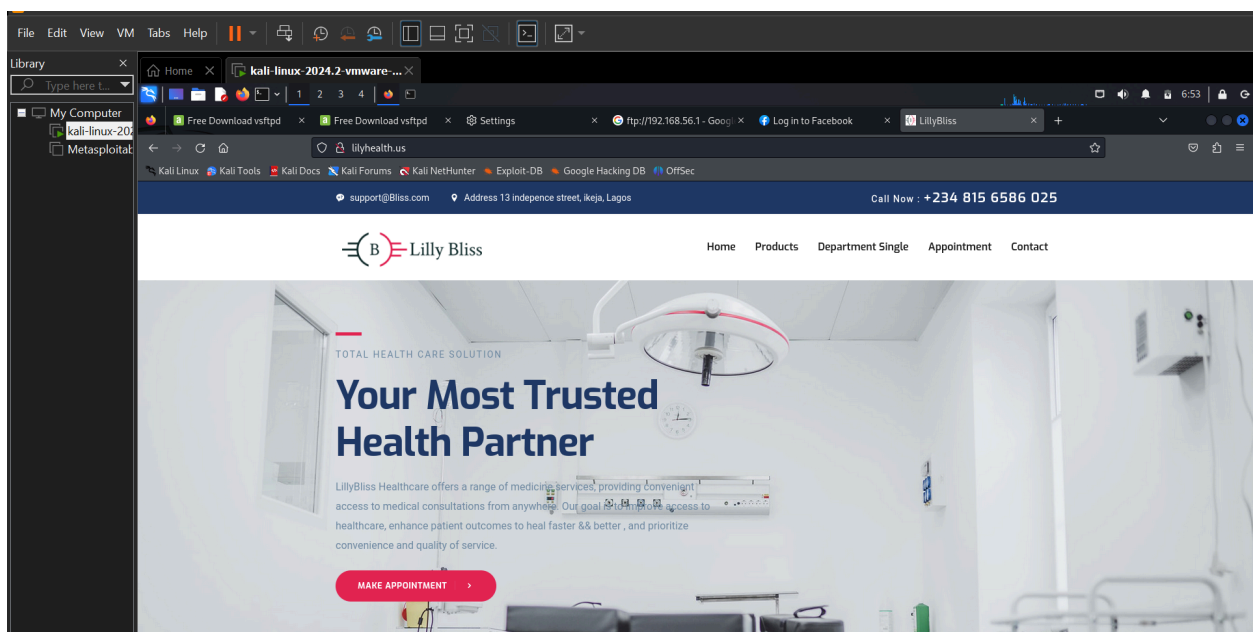 File Edit View VM Tabs Help
Library
Home
kali-linux-2024.2-vmware-...
Type here t...
1 2 3 4
6:53
My Computer
kali-linux-202
Metasploitab
Free Download vsftpd
Free Download vsftpd
Settings
ftp://192.168.56.1 - Googl
Log in to Facebook
LillyBliss
lilyhealth.us
Kali Linux Kali Tools Kali Docs Kali Forums Kali NetHunter Exploit-DB Google Hacking DB OffSec
support@Bliss.com Address 13 indepence street, ikeja, Lagos Call Now : +234 815 6586 025
B Lilly Bliss
Home Products Department Single Appointment Contact
TOTAL HEALTH CARE SOLUTION
Your Most Trusted
Health Partner
LillyBliss Healthcare offers a range of medicine services, providing convenient
access to medical consultations from anywhere. Our goal is to improve access to
healthcare, enhance patient outcomes to heal faster && better , and prioritize
convenience and quality of service.
MAKE APPOINTMENT